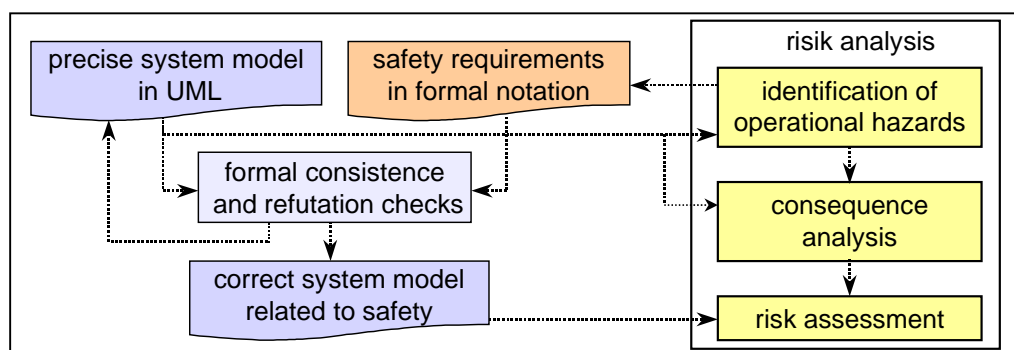 precise system model
in UML
safety requirements
in formal notation
risik analysis
identification of
operational hazards
formal consistence
and refutation checks
consequence
analysis
correct system model
related to safety
risk assessment